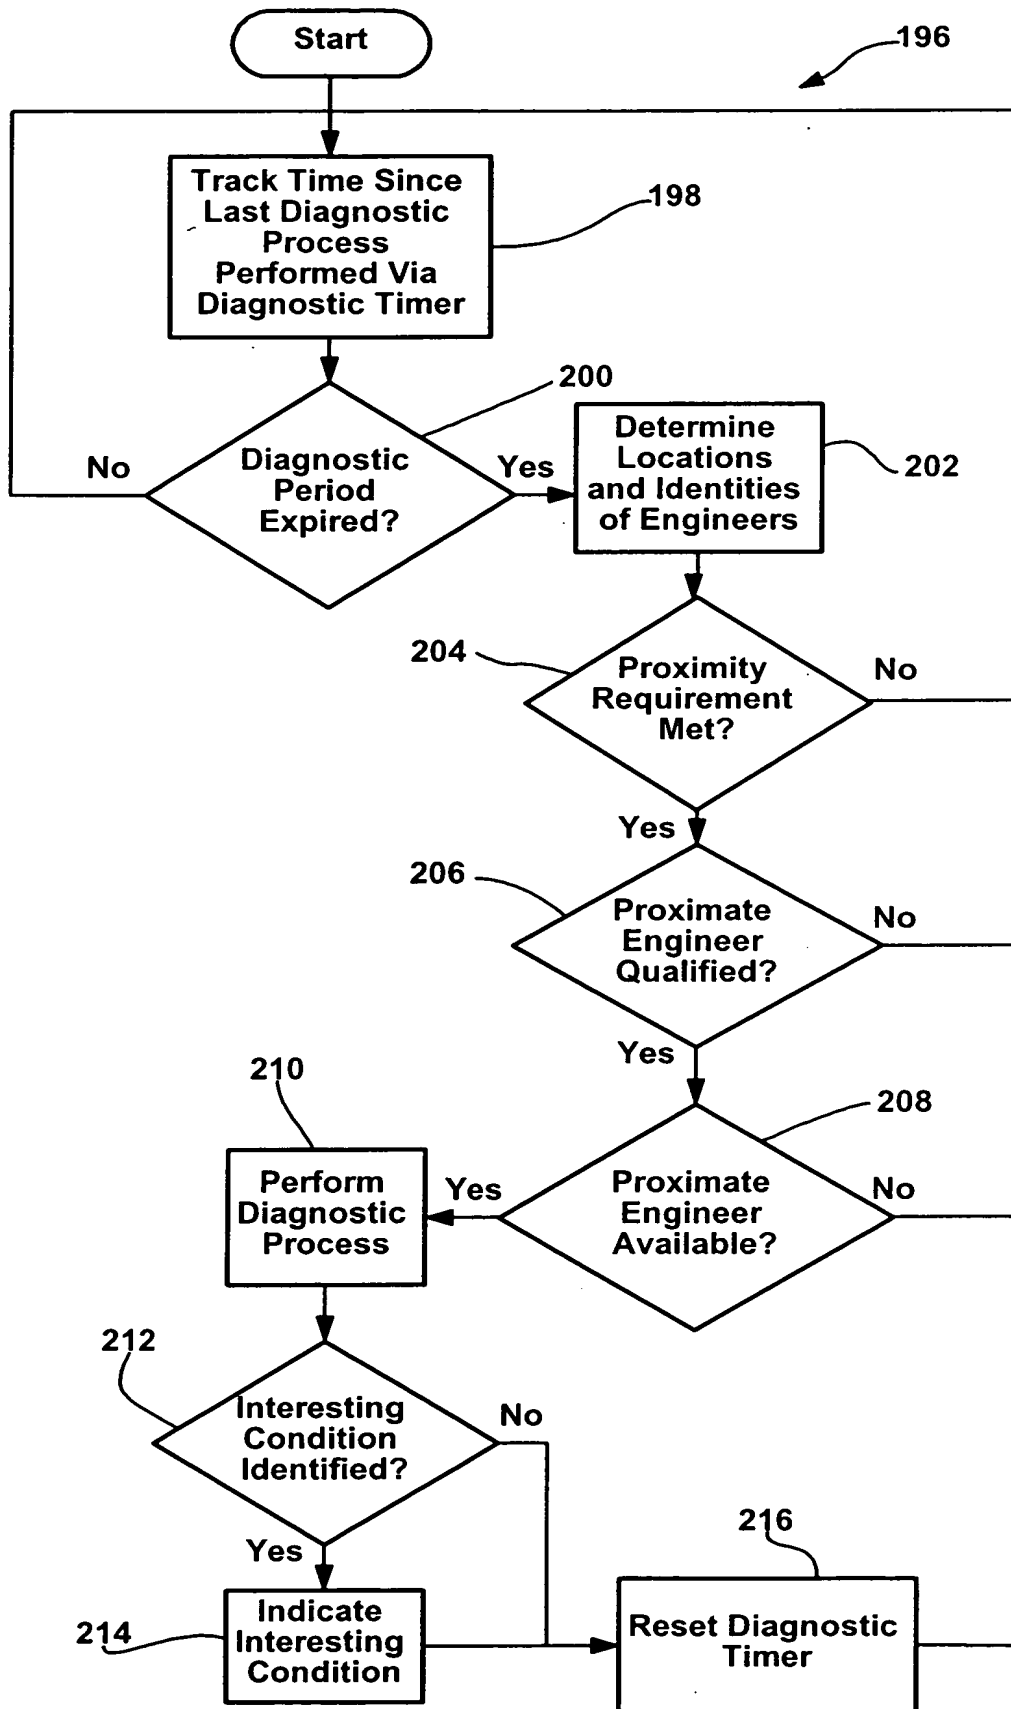 Start
196
Track Time Since
Last Diagnostic
Process
Performed Via
Diagnostic Timer
198
200
Diagnostic
Period
Expired?
No
Yes
Determine
Locations
and Identities
of Engineers
202
204
Proximity
Requirement
Met?
No
Yes
206
Proximate
Engineer
Qualified?
No
Yes
208
Proximate
Engineer
Available?
No
Yes
210
Perform
Diagnostic
Process
212
Interesting
Condition
Identified?
No
Yes
214
Indicate
Interesting
Condition
216
Reset Diagnostic
Timer